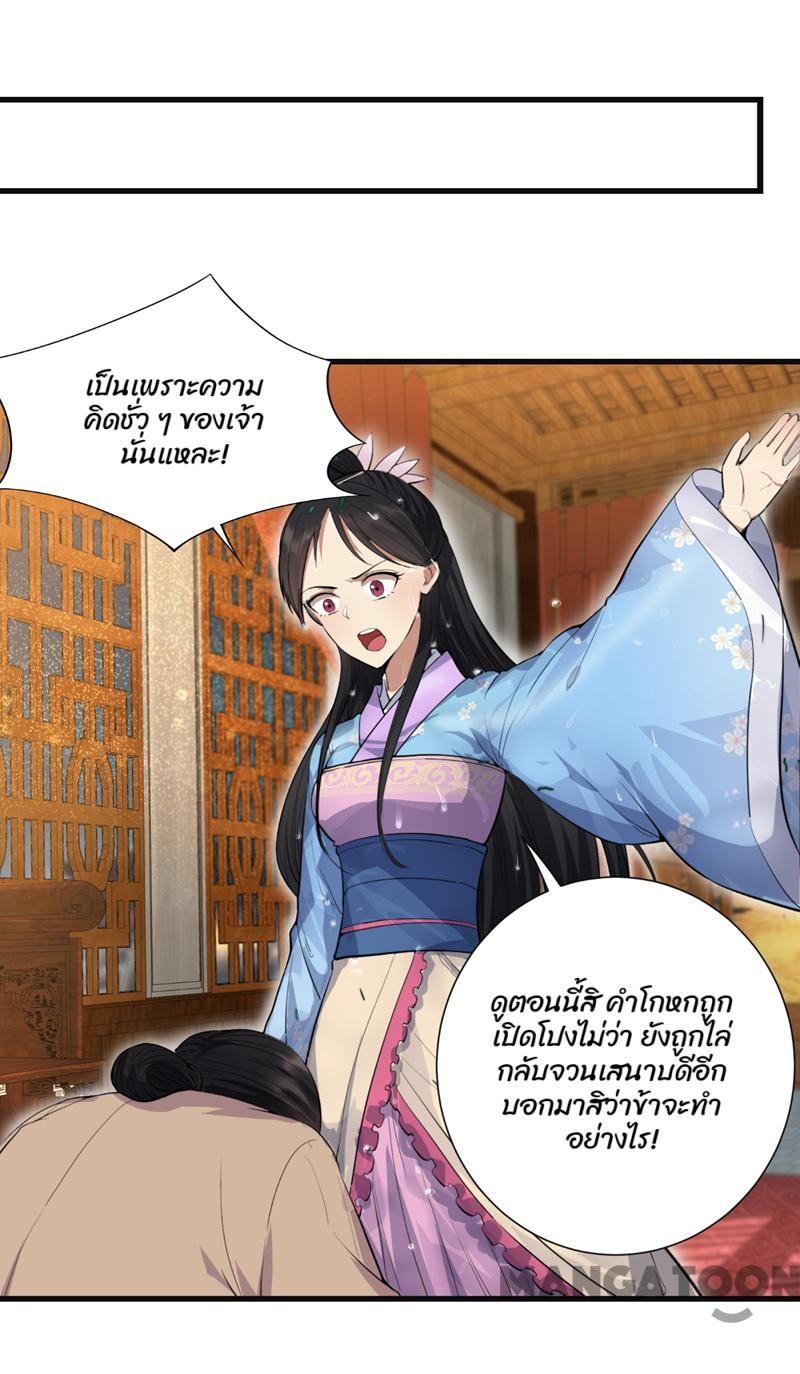 เป็นเพราะความ
คิดชั่ว ๆ ของเจ้า
นั่นแหละ!
ดูตอนนี้สิ คำโกหกถูก
เปิดโปงไม่ว่า ยังถูกไล่
กลับจวนเสนาบดีอีก
บอกมาสิว่าข้าจะทำ
อย่างไร!
MANGATOON